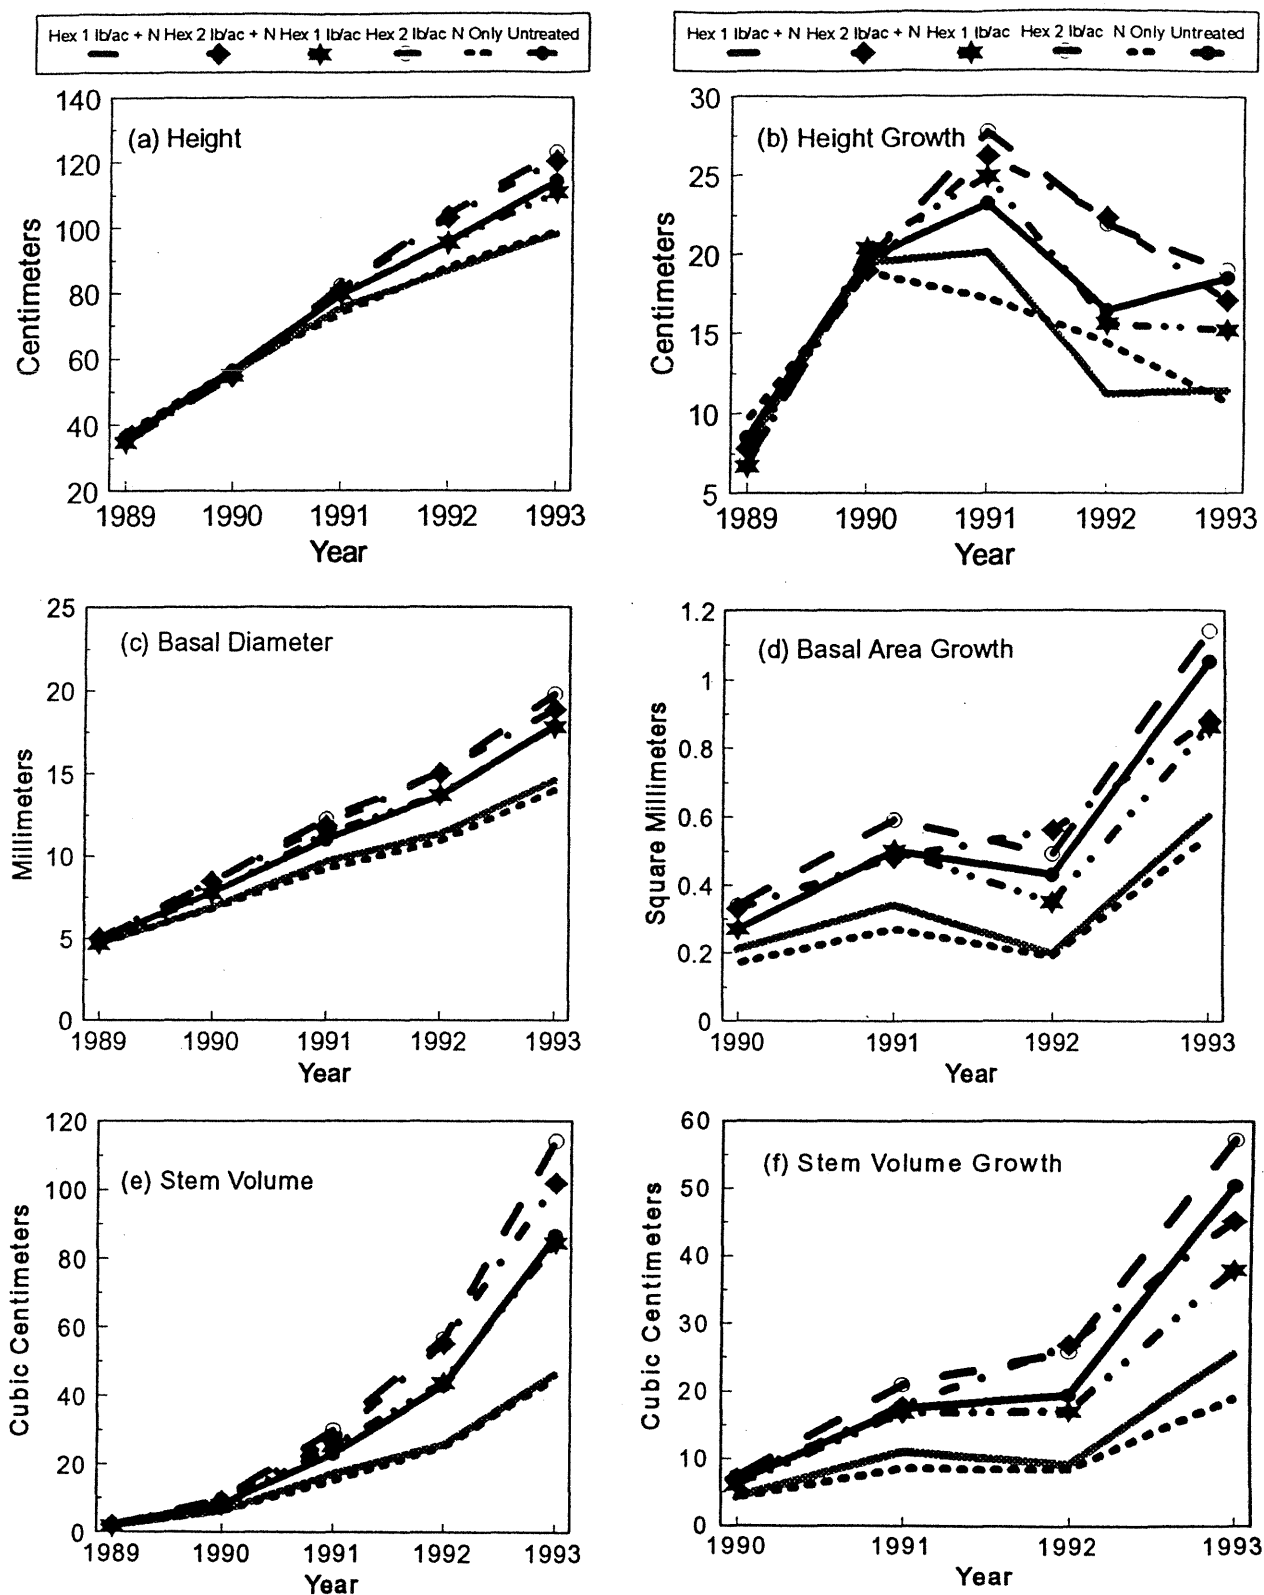 Hex 1 lb/ac + N Hex 2 lb/ac + N Hex 1 lb/ac Hex 2 lb/ac N Only Untreated
Hex 1 lb/ac + N Hex 2 lb/ac + N Hex 1 lb/ac Hex 2 lb/ac N Only Untreated
(a) Height
Centimeters
140
120
100
80
60
40
20
1989 1990 1991 1992 1993
Year
(b) Height Growth
Centimeters
30
25
20
15
10
5
1989 1990 1991 1992 1993
Year
(c) Basal Diameter
Millimeters
25
20
15
10
5
0
1989 1990 1991 1992 1993
Year
(d) Basal Area Growth
Square Millimeters
1.2
1
0.8
0.6
0.4
0.2
0
1990 1991 1992 1993
Year
(e) Stem Volume
Cubic Centimeters
120
100
80
60
40
20
0
1989 1990 1991 1992 1993
Year
(f) Stem Volume Growth
Cubic Centimeters
60
50
40
30
20
10
0
1990 1991 1992 1993
Year